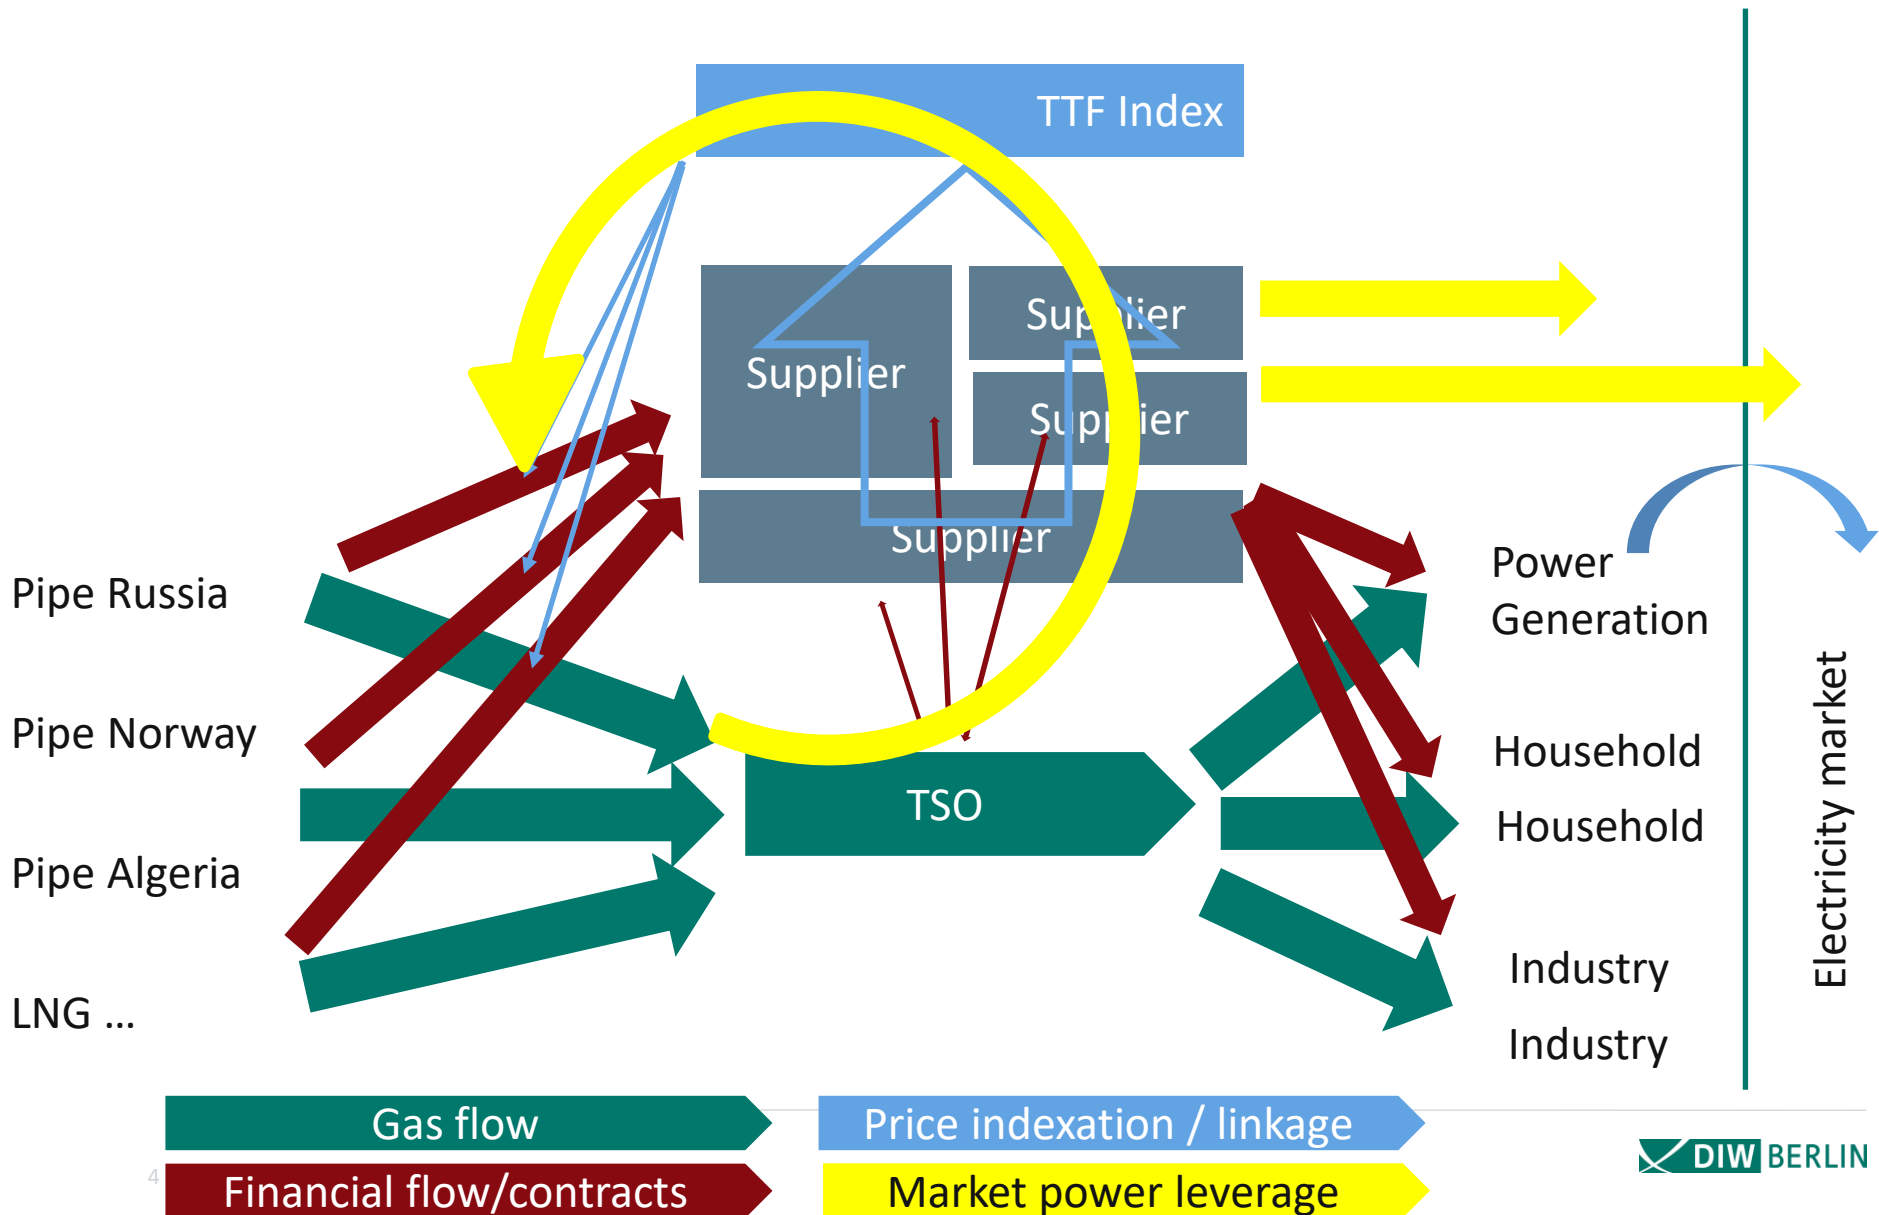 TTF Index
Supplier
Supplier
Supplier
Supplier
Pipe Russia
Pipe Norway
Pipe Algeria
LNG ...
TSO
Power
Generation
Household
Household
Industry
Industry
Electricity market
Gas flow
Price indexation / linkage
Financial flow/contracts
Market power leverage
4
DIW BERLIN